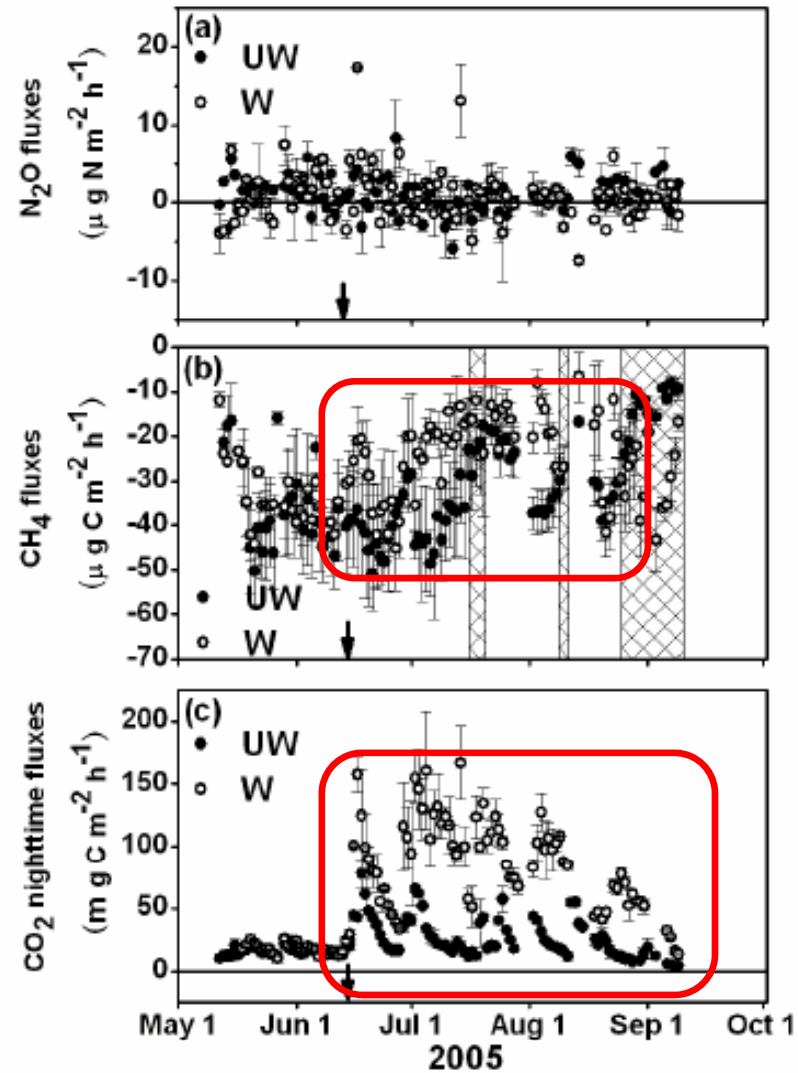 (a)
UW
W
N₂O fluxes
(μ g N m⁻² h⁻¹)
20
10
0
-10
(b)
UW
W
CH₄ fluxes
(μ g C m⁻² h⁻¹)
0
-10
-20
-30
-40
-50
-60
-70
(c)
UW
W
CO₂ nighttime fluxes
(m g C m⁻² h⁻¹)
200
150
100
50
0
May 1 Jun 1 Jul 1 Aug 1 Sep 1 Oct 1
2005